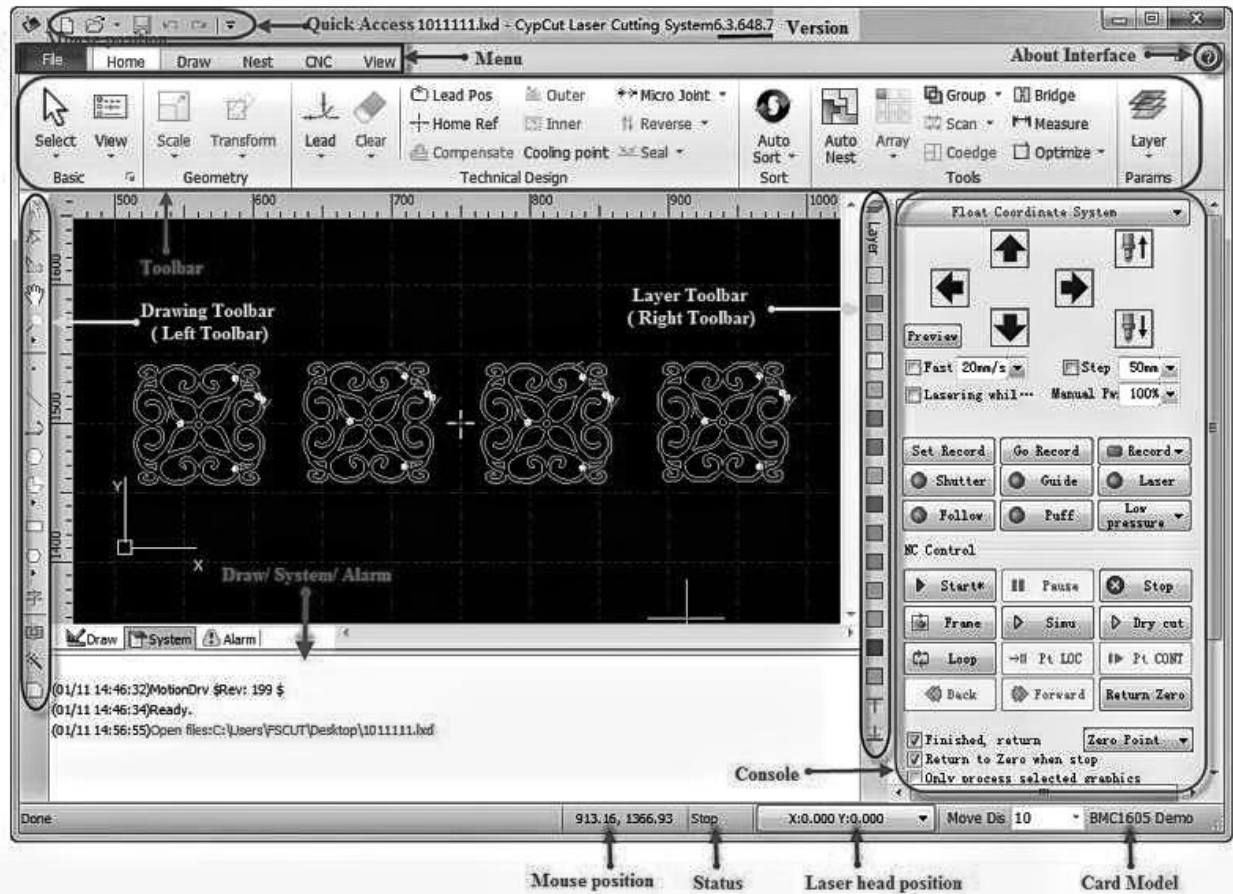 Quick Access 1011111.lxd - CypCut Laser Cutting System6.3.648.7 Version
File Home Draw Nest CNC View Menu About Interface
Lead Pos Outer Micro Joint Group Bridge
Select View Scale Transform Lead Clear Home Ref Inner Reverse Auto Sort Auto Nest Array Scan Measure Layer
Compensate Cooling point Seal Coedge Optimize
Basic Geometry Technical Design Sort Tools Params
500 600 700 800 900 1000
Layer
1600
1500
1400
Toolbar
Drawing Toolbar
( Left Toolbar)
Layer Toolbar
( Right Toolbar)
Y
X
Draw/ System/ Alarm
Draw System Alarm
(01/11 14:46:32)MotionDrv $Rev: 199 $
(01/11 14:46:34)Ready.
(01/11 14:56:55)Open files:C:\Users\FSCUT\Desktop\1011111.lxd
Float Coordinate System
Preview
Fast 20mm/s Step 50mm
Lasering whil··· Manual Pw: 100%
Set Record Go Record Record
Shutter Guide Laser
Follow Puff Low pressure
NC Control
Start* Pause Stop
Frame Simu Dry cut
Loop Pt LOC Pt CONT
Back Forward Return Zero
Finished, return Zero Point
Return to Zero when stop
Only process selected graphics
Console
Done 913.16, 1366.93 Stop X:0.000 Y:0.000 Move Dis 10 BMC1605 Demo
Mouse position Status Laser head position Card Model